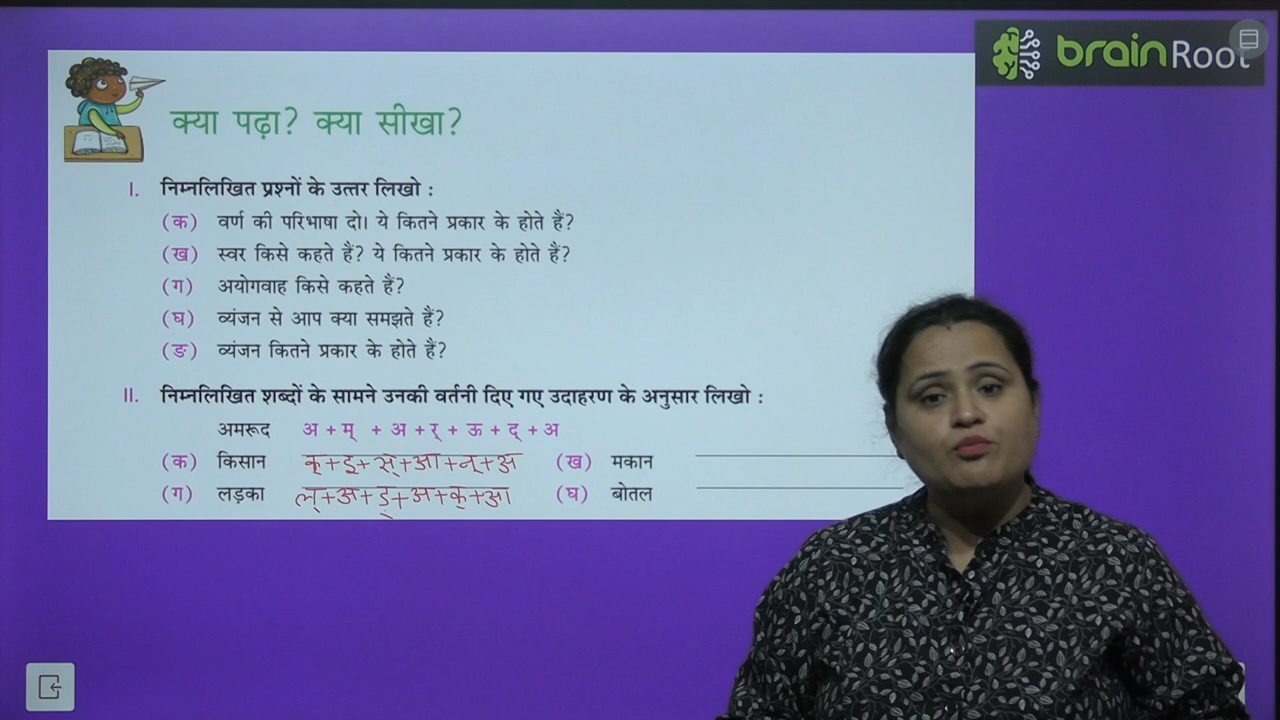 brainRoot
क्या पढ़ा? क्या सीखा?
I. निम्नलिखित प्रश्नों के उत्तर लिखो :
(क) वर्ण की परिभाषा दो। ये कितने प्रकार के होते हैं?
(ख) स्वर किसे कहते हैं? ये कितने प्रकार के होते हैं?
(ग) अयोगवाह किसे कहते हैं?
(घ) व्यंजन से आप क्या समझते हैं?
(ङ) व्यंजन कितने प्रकार के होते हैं?
II. निम्नलिखित शब्दों के सामने उनकी वर्तनी दिए गए उदाहरण के अनुसार लिखो :
अमरूद अ + म् + अ + र् + ऊ + द् + अ
(क) किसान क्+इ+स्+आ+न्+अ (ख) मकान
(ग) लड़का ल्+अ+ड़्+अ+क्+आ (घ) बोतल